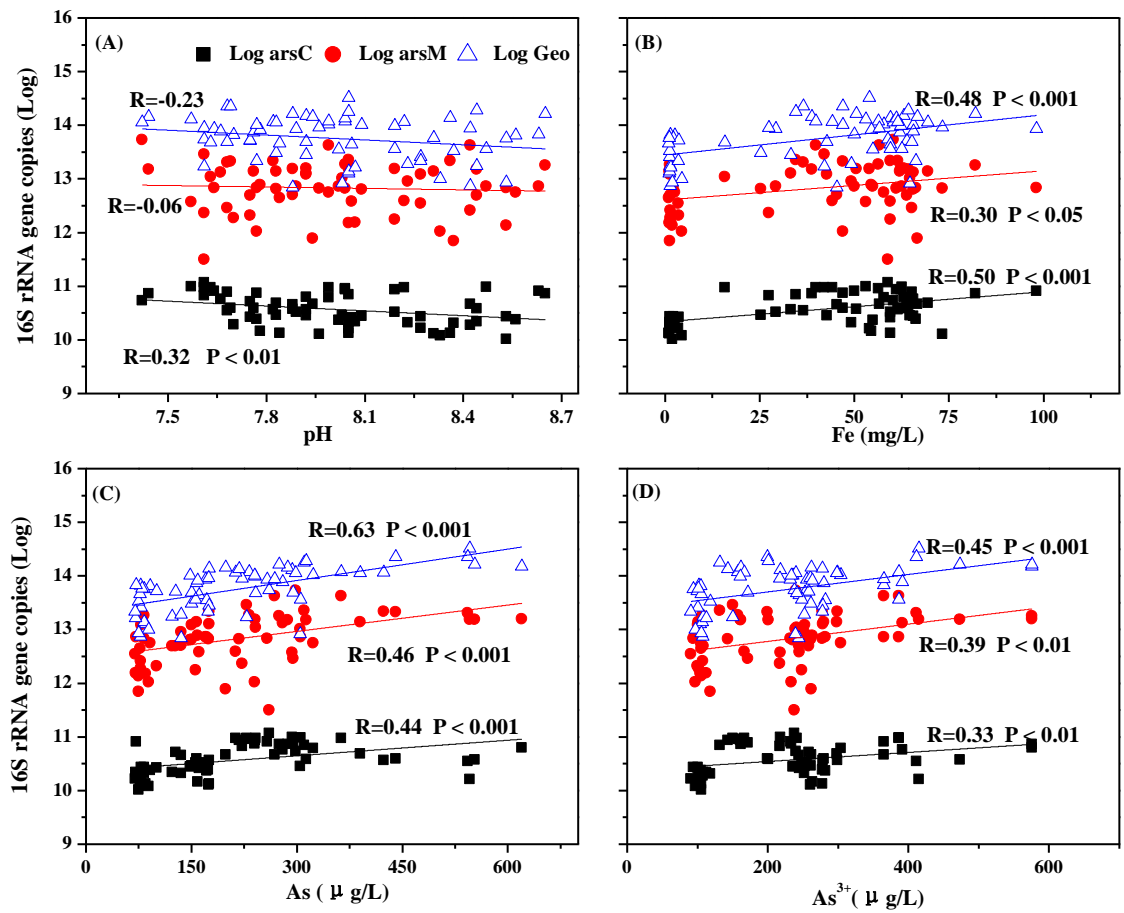 16
15
14
13
12
11
10
9
16S rRNA gene copies (Log)
(A)
Log arsC Log arsM Log Geo
R=-0.23
R=-0.06
R=0.32 P < 0.01
7.5 7.8 8.1 8.4 8.7
pH
(B)
R=0.48 P < 0.001
R=0.30 P < 0.05
R=0.50 P < 0.001
0 25 50 75 100
Fe (mg/L)
16
15
14
13
12
11
10
9
16S rRNA gene copies (Log)
(C)
R=0.63 P < 0.001
R=0.46 P < 0.001
R=0.44 P < 0.001
0 150 300 450 600
As ( μ g/L)
(D)
R=0.45 P < 0.001
R=0.39 P < 0.01
R=0.33 P < 0.01
0 200 400 600
As³⁺( μ g/L)